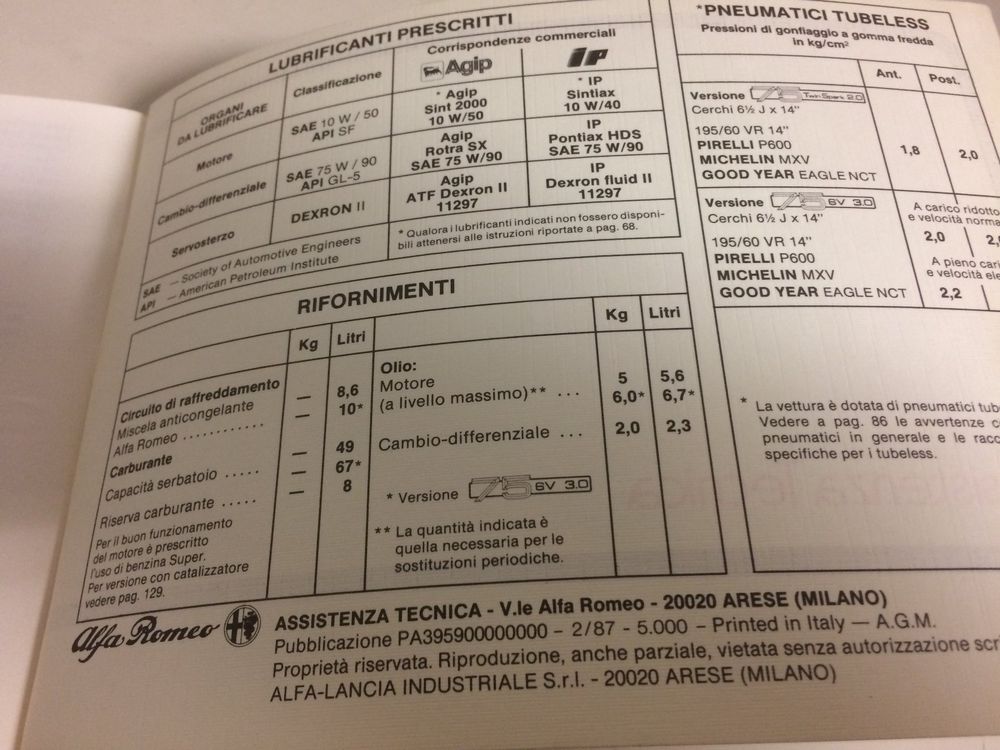 LUBRIFICANTI PRESCRITTI
ORGANI
DA LUBRIFICARE
Classificazione
Corrispondenze commerciali
Agip
IP
Motore
SAE 10 W / 50
API SF
* Agip
Sint 2000
10 W/50
* IP
Sintiax
10 W/40
Cambio-differenziale
SAE 75 W / 90
API GL-5
Agip
Rotra SX
SAE 75 W/90
IP
Pontiax HDS
SAE 75 W/90
Servosterzo
DEXRON II
Agip
ATF Dexron II
11297
IP
Dexron fluid II
11297
SAE — Society of Automotive Engineers
API — American Petroleum Institute
* Qualora i lubrificanti indicati non fossero disponi-
bili attenersi alle istruzioni riportate a pag. 68.
RIFORNIMENTI
Kg Litri
Circuito di raffreddamento
Miscela anticongelante
Alfa Romeo ............
— 8,6
— 10*
Carburante
Capacità serbatoio .....
— 49
— 67*
Riserva carburante .....
— 8
Per il buon funzionamento
del motore è prescritto
l'uso di benzina Super.
Per versione con catalizzatore
vedere pag. 129.
Kg Litri
Olio:
Motore 5 5,6
(a livello massimo)** ... 6,0* 6,7*
Cambio-differenziale ... 2,0 2,3
* Versione 75 6V 3.0
** La quantità indicata è
quella necessaria per le
sostituzioni periodiche.
*PNEUMATICI TUBELESS
Pressioni di gonfiaggio a gomma fredda
in kg/cm²
Ant. Post.
Versione 75 Twin Spark 2.0
Cerchi 6½ J x 14"
195/60 VR 14"
PIRELLI P600
MICHELIN MXV
GOOD YEAR EAGLE NCT
1,8 2,0
Versione 75 6V 3.0
Cerchi 6½ J x 14"
195/60 VR 14"
PIRELLI P600
MICHELIN MXV
GOOD YEAR EAGLE NCT
A carico ridotto
e velocità
2,0
A pieno
e velocità
2,2
* La vettura è dotata di pneumatici
Vedere a pag. 86 le avvertenze
pneumatici in generale e le
specifiche per i tubeless.
Alfa Romeo
ASSISTENZA TECNICA - V.le Alfa Romeo - 20020 ARESE (MILANO)
Pubblicazione PA395900000000 - 2/87 - 5.000 - Printed in Italy — A.G.M.
Proprietà riservata. Riproduzione, anche parziale, vietata senza autorizzazione
ALFA-LANCIA INDUSTRIALE S.r.l. - 20020 ARESE (MILANO)